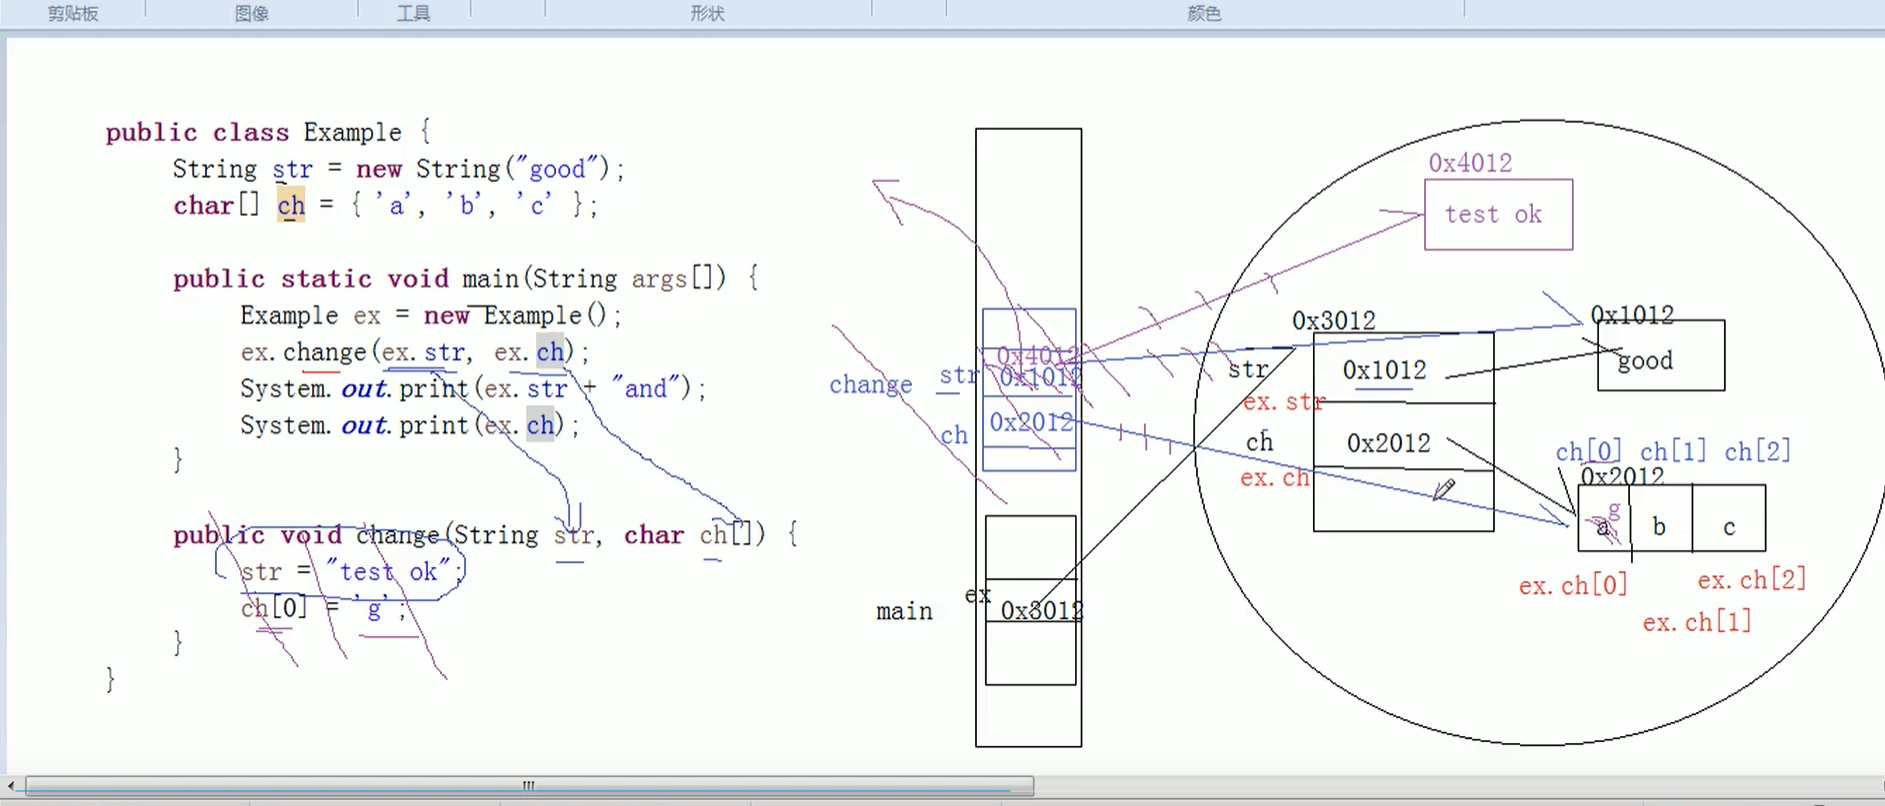 剪贴板 图像 工具 形状 颜色
public class Example {
String str = new String("good");
char[] ch = { 'a', 'b', 'c' };
public static void main(String args[]) {
Example ex = new Example();
ex.change(ex.str, ex.ch);
System.out.print(ex.str + "and");
System.out.print(ex.ch);
}
public void change(String str, char ch[]) {
str = "test ok";
ch[0] = 'g';
}
}
change
str
0x4012
0x1012
ch
0x2012
main
ex
0x3012
0x4012
test ok
0x3012
str
0x1012
ex.str
ch
0x2012
ex.ch
0x1012
good
ch[0] ch[1] ch[2]
0x2012
a
g
b
c
ex.ch[0]
ex.ch[2]
ex.ch[1]